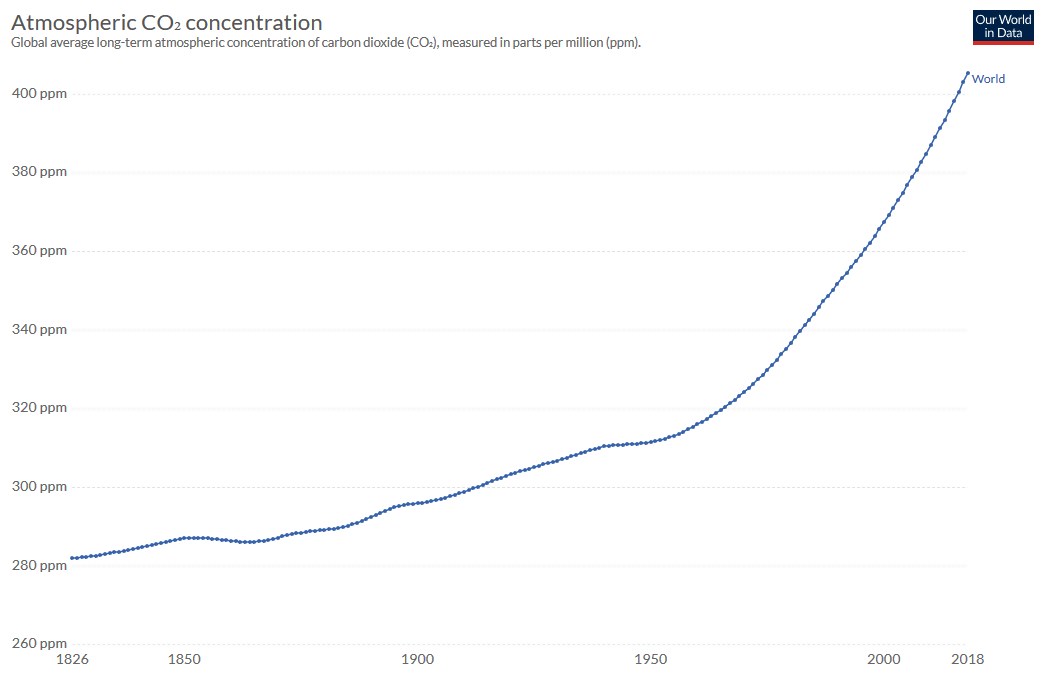 Atmospheric CO₂ concentration
Global average long-term atmospheric concentration of carbon dioxide (CO₂), measured in parts per million (ppm).
Our World
in Data
World
400 ppm
380 ppm
360 ppm
340 ppm
320 ppm
300 ppm
280 ppm
260 ppm
1826 1850 1900 1950 2000 2018